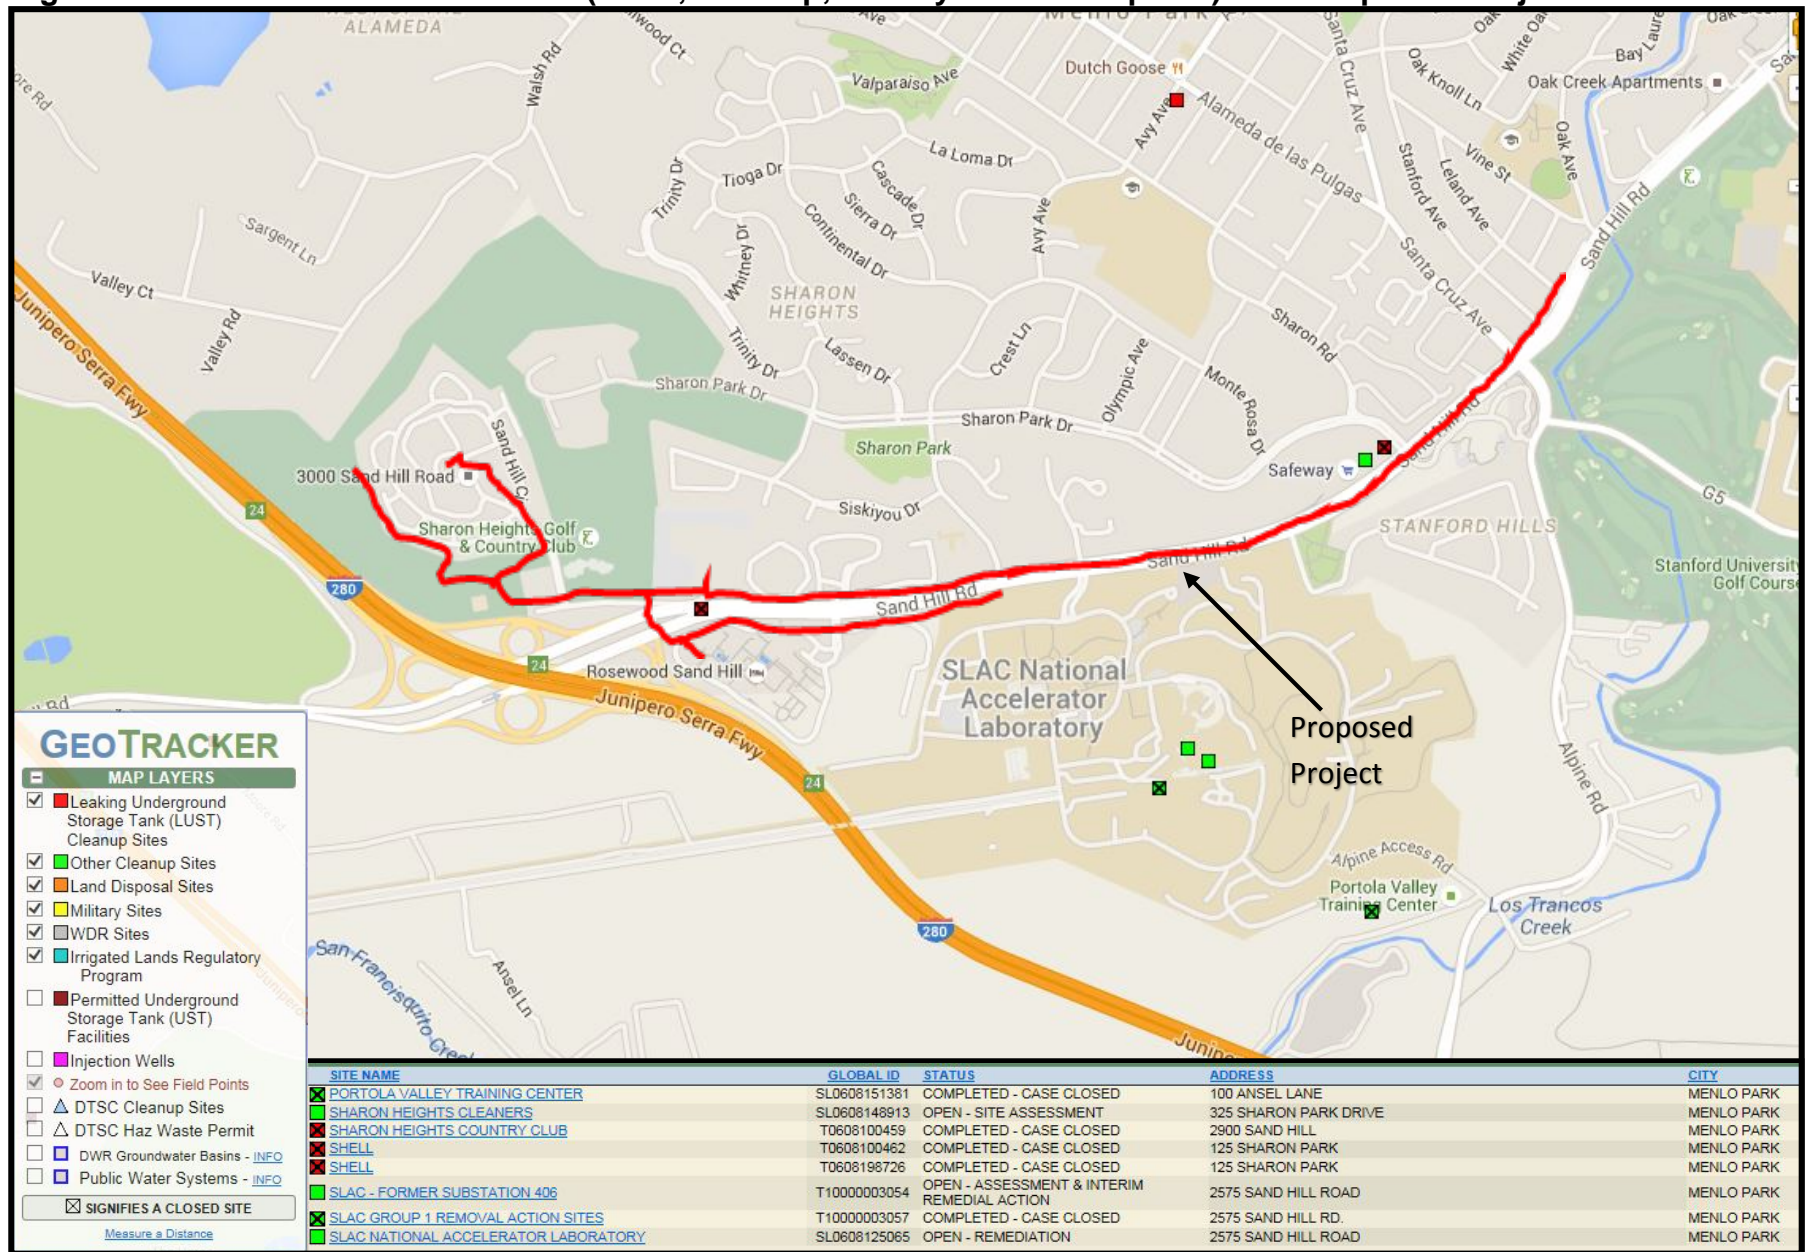 ALAMEDA
Walsh Rd
Valparaiso Ave
Dutch Goose
Alameda de las Pulgas
Santa Cruz Ave
Oak Knoll Ln
White Oak
Bay Laurel
Oak Creek Apartments
Avy Ave
La Loma Dr
Tioga Dr
Trinity Dr
Cascade Dr
Sierra Dr
Continental Dr
Whitney Dr
Avy Ave
Stanford Ave
Leland Ave
Vine St
Oak Ave
Sand Hill Rd
Santa Cruz Ave
Sargent Ln
Valley Ct
Valley Rd
Junipero Serra Fwy
SHARON
HEIGHTS
Trinity Dr
Lassen Dr
Crest Ln
Olympic Ave
Sharon Rd
Monte Rosa Dr
Sharon Park Dr
Sharon Park Dr
Sharon Park
Safeway
Sand Hill Rd
G5
3000 Sand Hill Road
Sand Hill Ci
Sharon Heights Golf
& Country Club
Siskiyou Dr
STANFORD HILLS
Stanford University
Golf Course
24
280
Sand Hill Rd
Sand Hill Rd
24
Rosewood Sand Hill
Junipero Serra Fwy
SLAC National
Accelerator
Laboratory
Proposed
Project
24
Alpine Rd
Alpine Access Rd
Portola Valley
Training Center
Los Trancos
Creek
280
San Francisquito Creek
Ansel Ln
GEOTRACKER
MAP LAYERS
Leaking Underground
Storage Tank (LUST)
Cleanup Sites
Other Cleanup Sites
Land Disposal Sites
Military Sites
WDR Sites
Irrigated Lands Regulatory
Program
Permitted Underground
Storage Tank (UST)
Facilities
Injection Wells
Zoom in to See Field Points
DTSC Cleanup Sites
DTSC Haz Waste Permit
DWR Groundwater Basins - INFO
Public Water Systems - INFO
SIGNIFIES A CLOSED SITE
Measure a Distance
SITE NAME GLOBAL ID STATUS ADDRESS CITY
PORTOLA VALLEY TRAINING CENTER SL0608151381 COMPLETED - CASE CLOSED 100 ANSEL LANE MENLO PARK
SHARON HEIGHTS CLEANERS SL0608148913 OPEN - SITE ASSESSMENT 325 SHARON PARK DRIVE MENLO PARK
SHARON HEIGHTS COUNTRY CLUB T0608100459 COMPLETED - CASE CLOSED 2900 SAND HILL MENLO PARK
SHELL T0608100462 COMPLETED - CASE CLOSED 125 SHARON PARK MENLO PARK
SHELL T0608198726 COMPLETED - CASE CLOSED 125 SHARON PARK MENLO PARK
SLAC - FORMER SUBSTATION 406 T10000003054 OPEN - ASSESSMENT & INTERIM
REMEDIAL ACTION 2575 SAND HILL ROAD MENLO PARK
SLAC GROUP 1 REMOVAL ACTION SITES T10000003057 COMPLETED - CASE CLOSED 2575 SAND HILL RD. MENLO PARK
SLAC NATIONAL ACCELERATOR LABORATORY SL0608125065 OPEN - REMEDIATION 2575 SAND HILL ROAD MENLO PARK